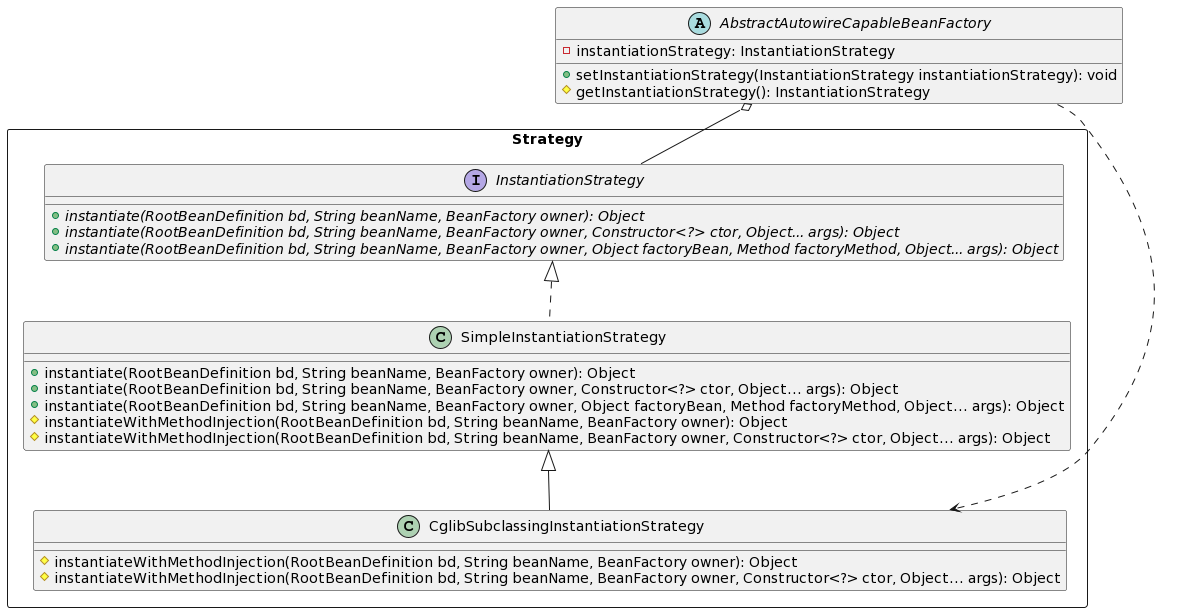 A AbstractAutowireCapableBeanFactory
instantiationStrategy: InstantiationStrategy
setInstantiationStrategy(InstantiationStrategy instantiationStrategy): void
getInstantiationStrategy(): InstantiationStrategy
Strategy
I InstantiationStrategy
instantiate(RootBeanDefinition bd, String beanName, BeanFactory owner): Object
instantiate(RootBeanDefinition bd, String beanName, BeanFactory owner, Constructor<?> ctor, Object... args): Object
instantiate(RootBeanDefinition bd, String beanName, BeanFactory owner, Object factoryBean, Method factoryMethod, Object... args): Object
C SimpleInstantiationStrategy
instantiate(RootBeanDefinition bd, String beanName, BeanFactory owner): Object
instantiate(RootBeanDefinition bd, String beanName, BeanFactory owner, Constructor<?> ctor, Object... args): Object
instantiate(RootBeanDefinition bd, String beanName, BeanFactory owner, Object factoryBean, Method factoryMethod, Object... args): Object
instantiateWithMethodInjection(RootBeanDefinition bd, String beanName, BeanFactory owner): Object
instantiateWithMethodInjection(RootBeanDefinition bd, String beanName, BeanFactory owner, Constructor<?> ctor, Object... args): Object
C CglibSubclassingInstantiationStrategy
instantiateWithMethodInjection(RootBeanDefinition bd, String beanName, BeanFactory owner): Object
instantiateWithMethodInjection(RootBeanDefinition bd, String beanName, BeanFactory owner, Constructor<?> ctor, Object... args): Object